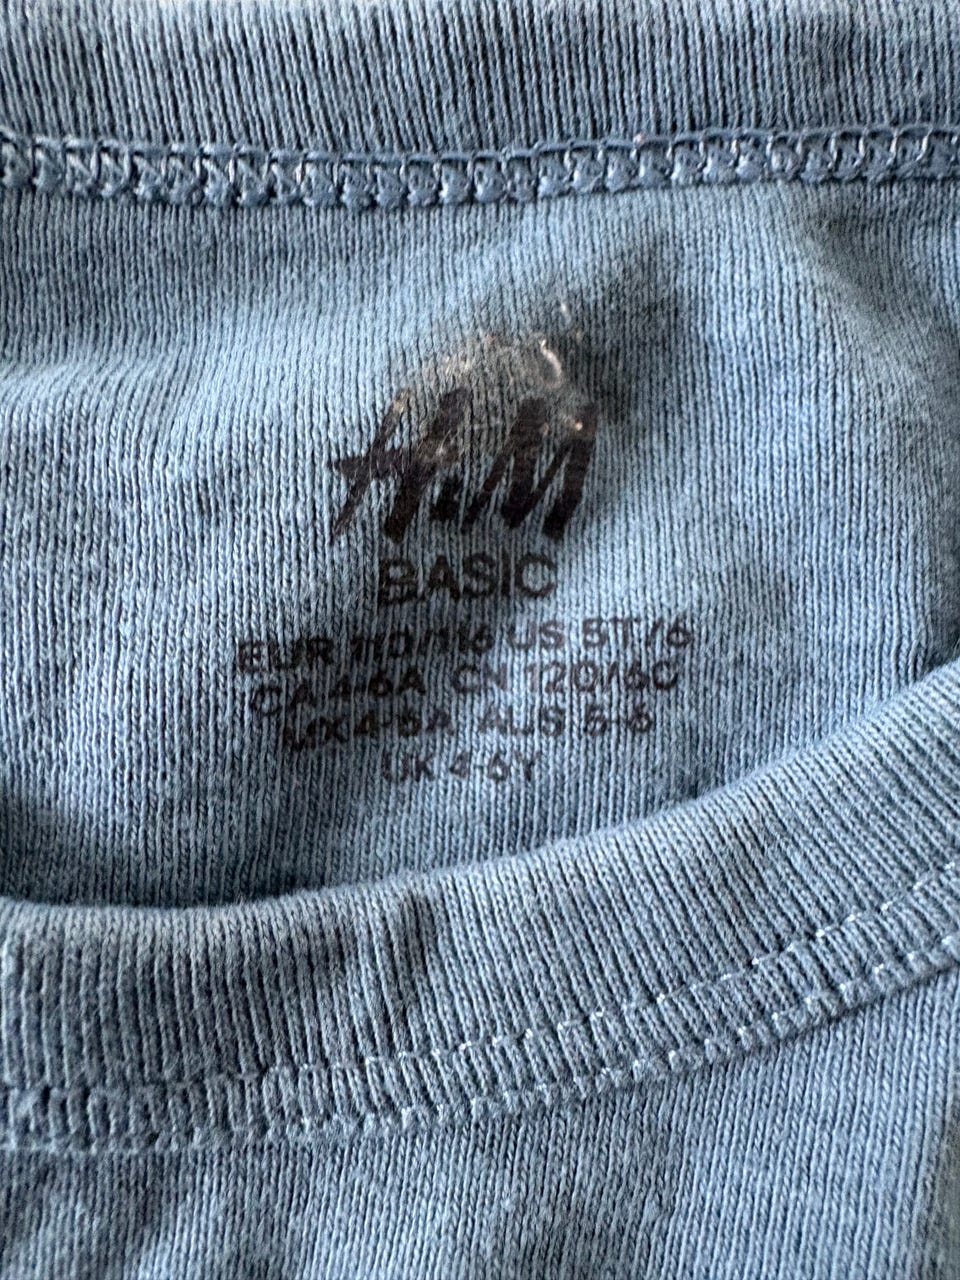 H&M
BASIC
EUR 110/116 US 5T/6
CA 4-6A CN 120/60
MX 4-6A AUS 5-6
UK 4-6Y